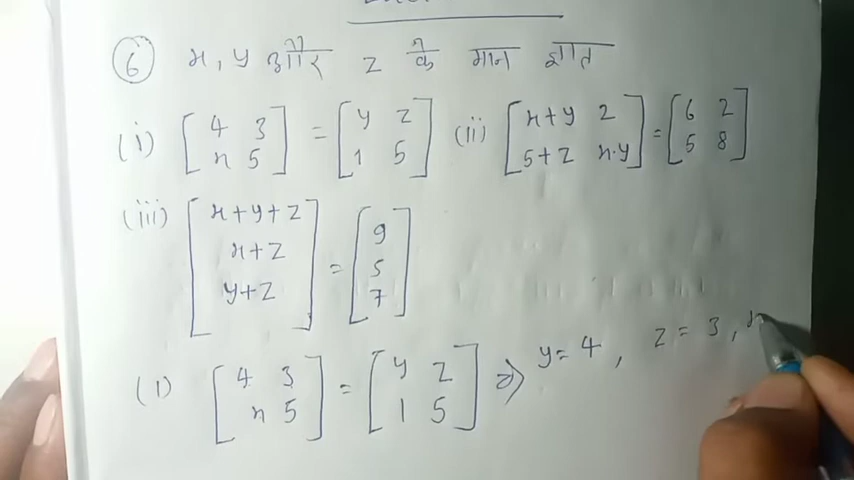 6 x, y और z के मान ज्ञात
(i) [4 3 x 5] = [y z 1 5] (ii) [x+y 2 5+z x·y] = [6 2 5 8]
(iii) [x+y+z x+z y+z] = [9 5 7]
(1) [4 3 x 5] = [y z 1 5] ⇒ y = 4, z = 3, x